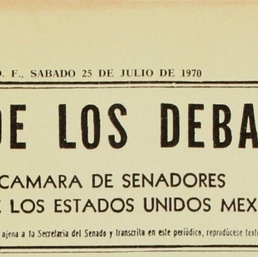 D. F., SABADO 25 DE JULIO DE 1970
DE LOS DEBA
CAMARA DE SENADORES
E LOS ESTADOS UNIDOS MEX
ajena a la Secretaría del Senado y transcrita en este periódico, reprodúcese text